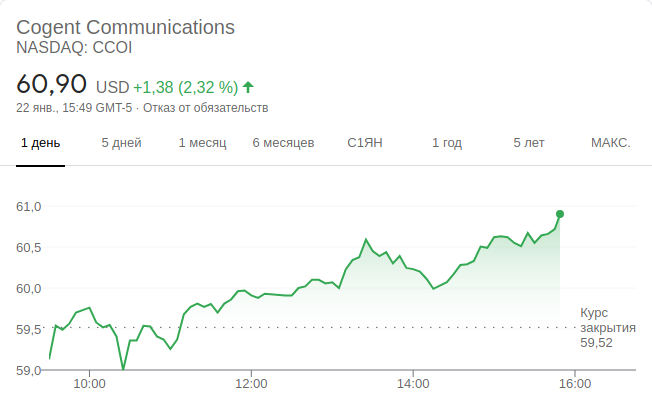 Cogent Communications
NASDAQ: CCOI
60,90 USD +1,38 (2,32 %)
22 янв., 15:49 GMT-5 · Отказ от обязательств
1 день 5 дней 1 месяц 6 месяцев С1ЯН 1 год 5 лет МАКС.
61,0
60,5
60,0
59,5
59,0
Курс
закрытия
59,52
10:00 12:00 14:00 16:00